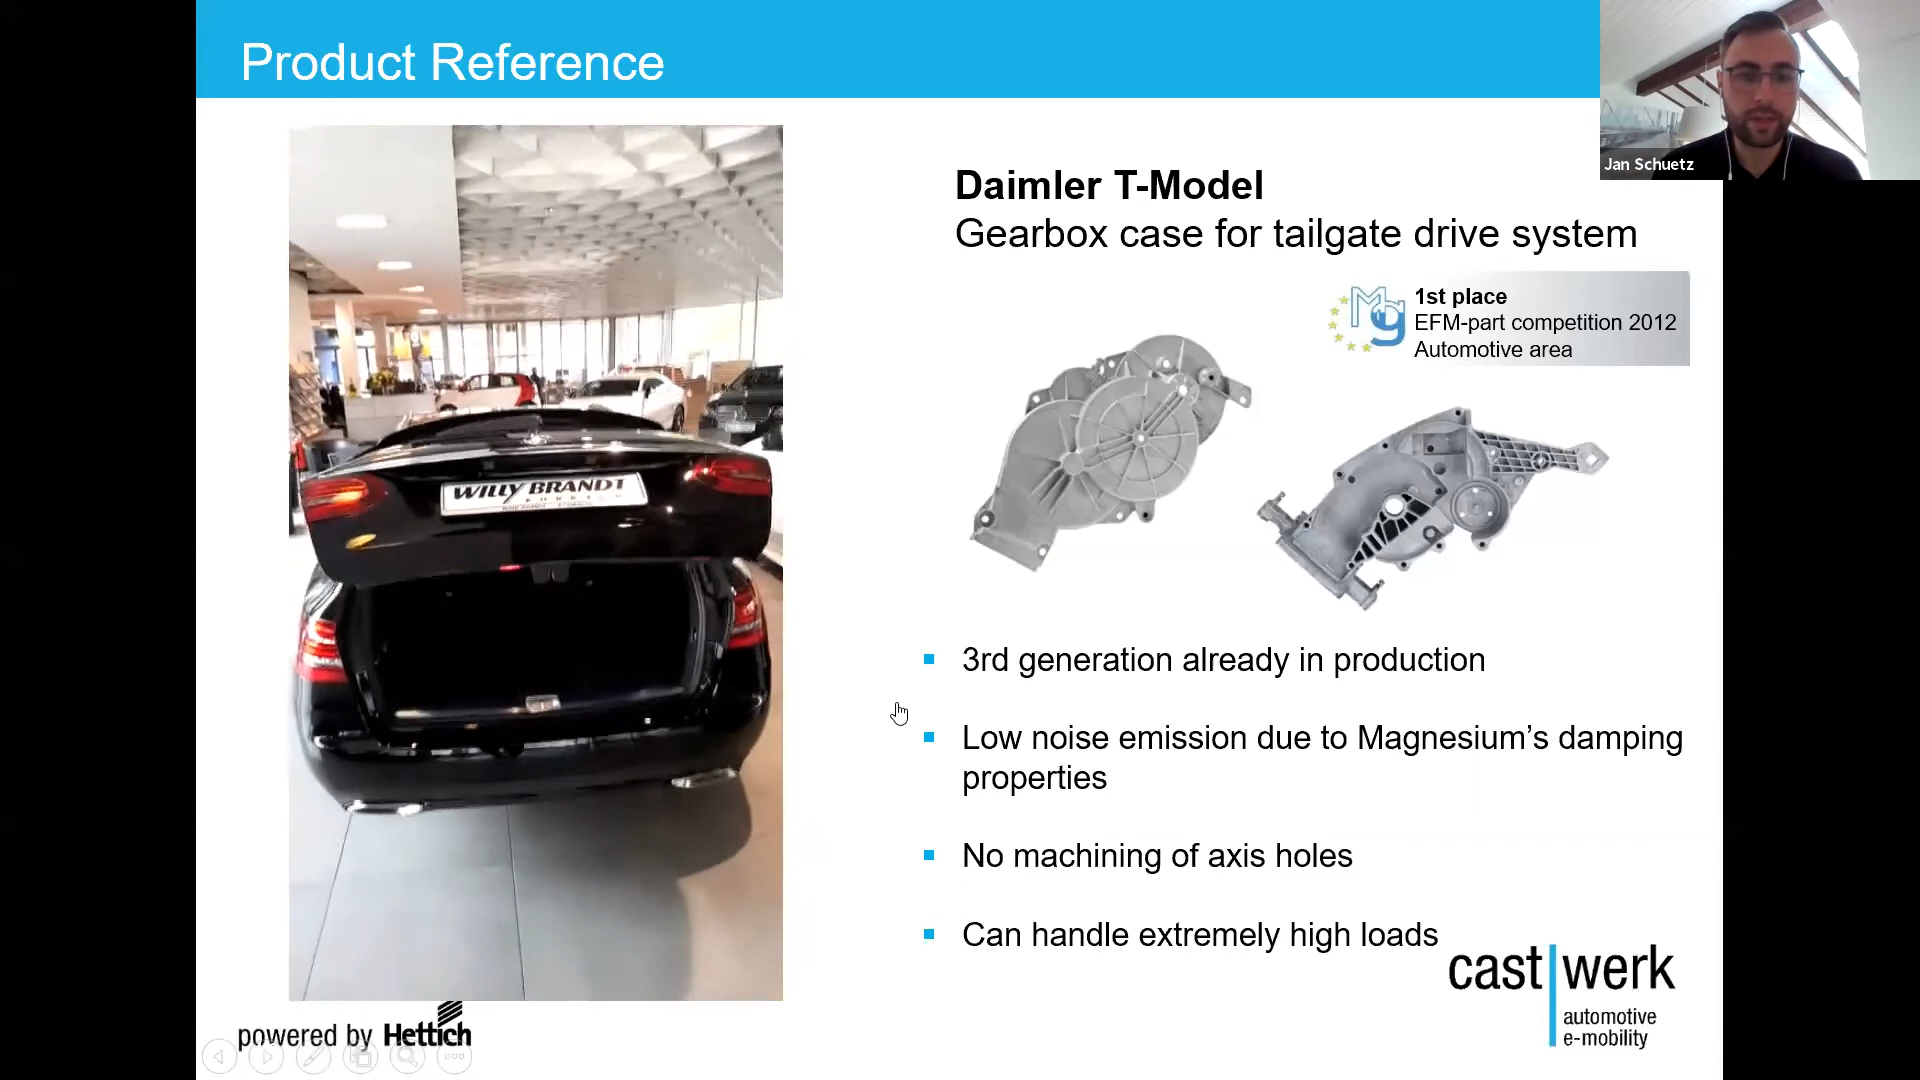 Product Reference
Jan Schuetz
Daimler T-Model
Gearbox case for tailgate drive system
Mg
1st place
EFM-part competition 2012
Automotive area
WILLY BRANDT
3rd generation already in production
Low noise emission due to Magnesium’s damping
properties
No machining of axis holes
Can handle extremely high loads
cast werk
automotive
e-mobility
powered by Hettich